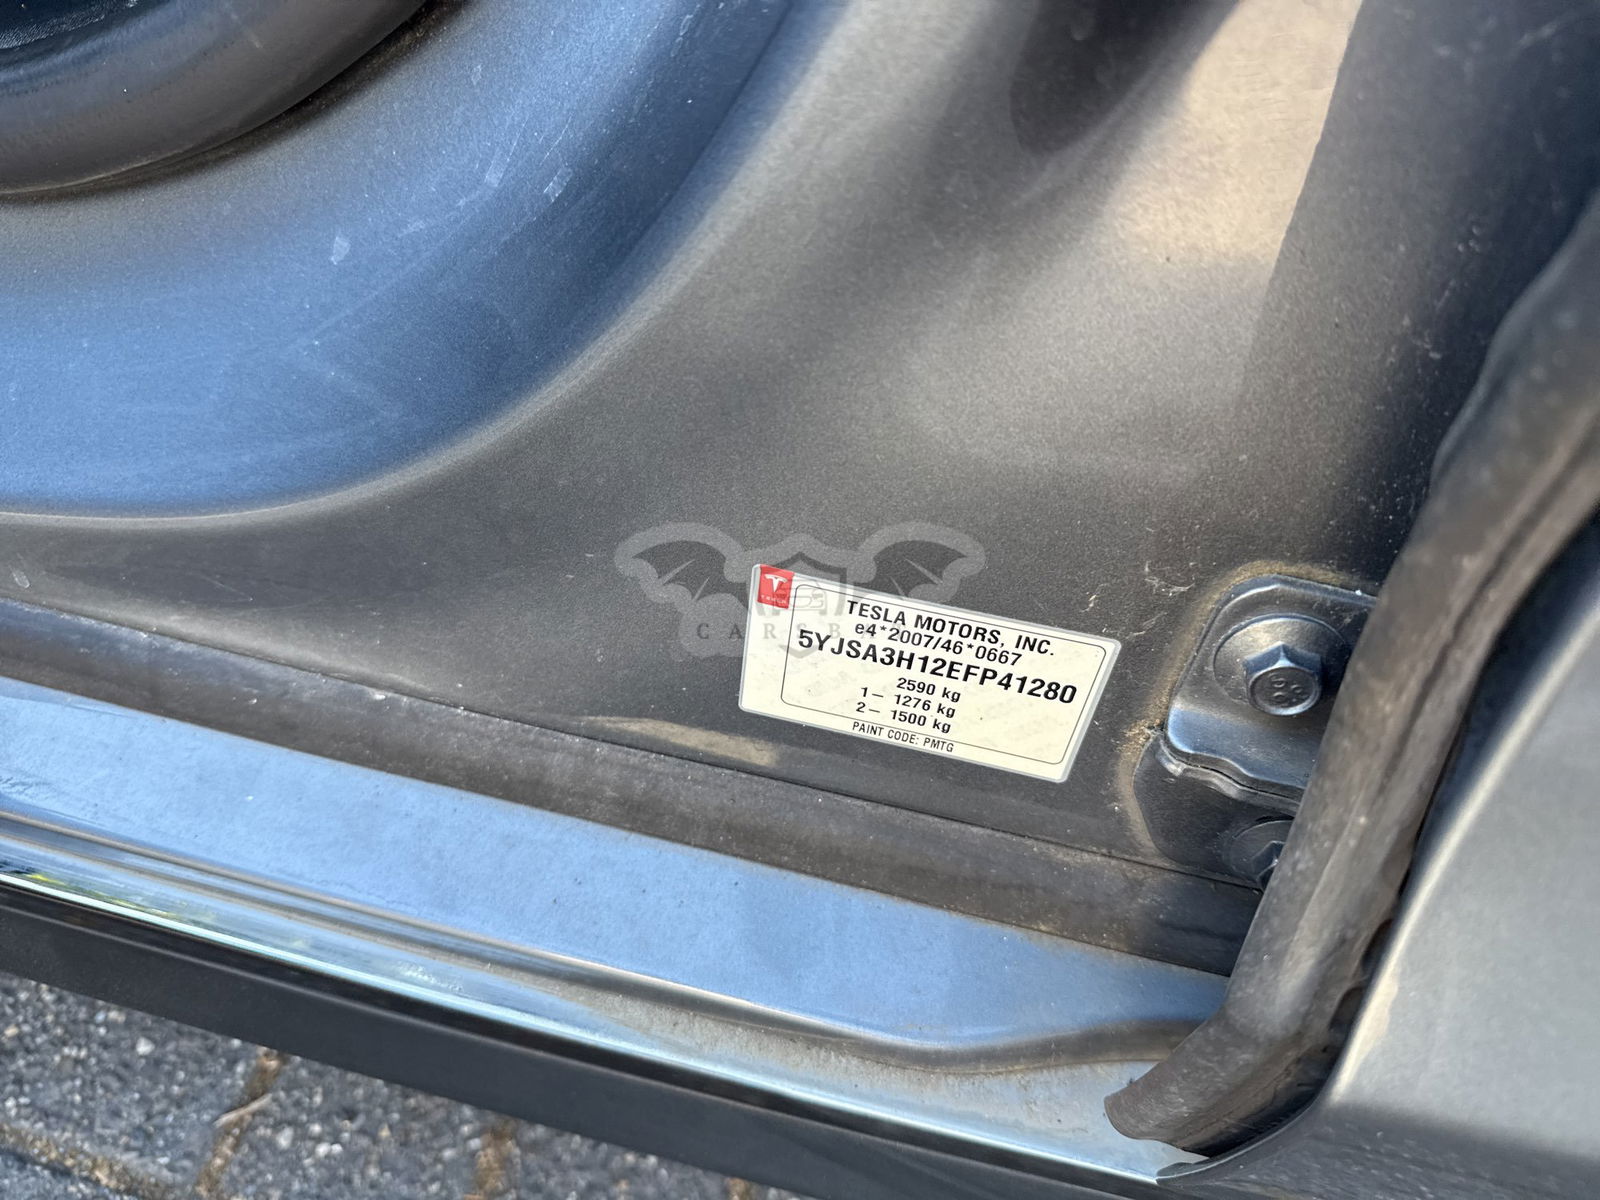 TESLA
TESLA MOTORS, INC.
e4*2007/46*0667
5YJSA3H12EFP41280
2590 kg
1— 1276 kg
2— 1500 kg
PAINT CODE: PMTG